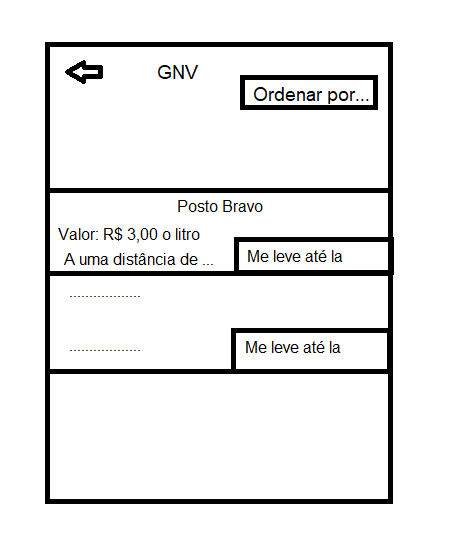 GNV
Ordenar por...
Posto Bravo
Valor: R$ 3,00 o litro
A uma distância de ...
Me leve até la
..................
..................
Me leve até la